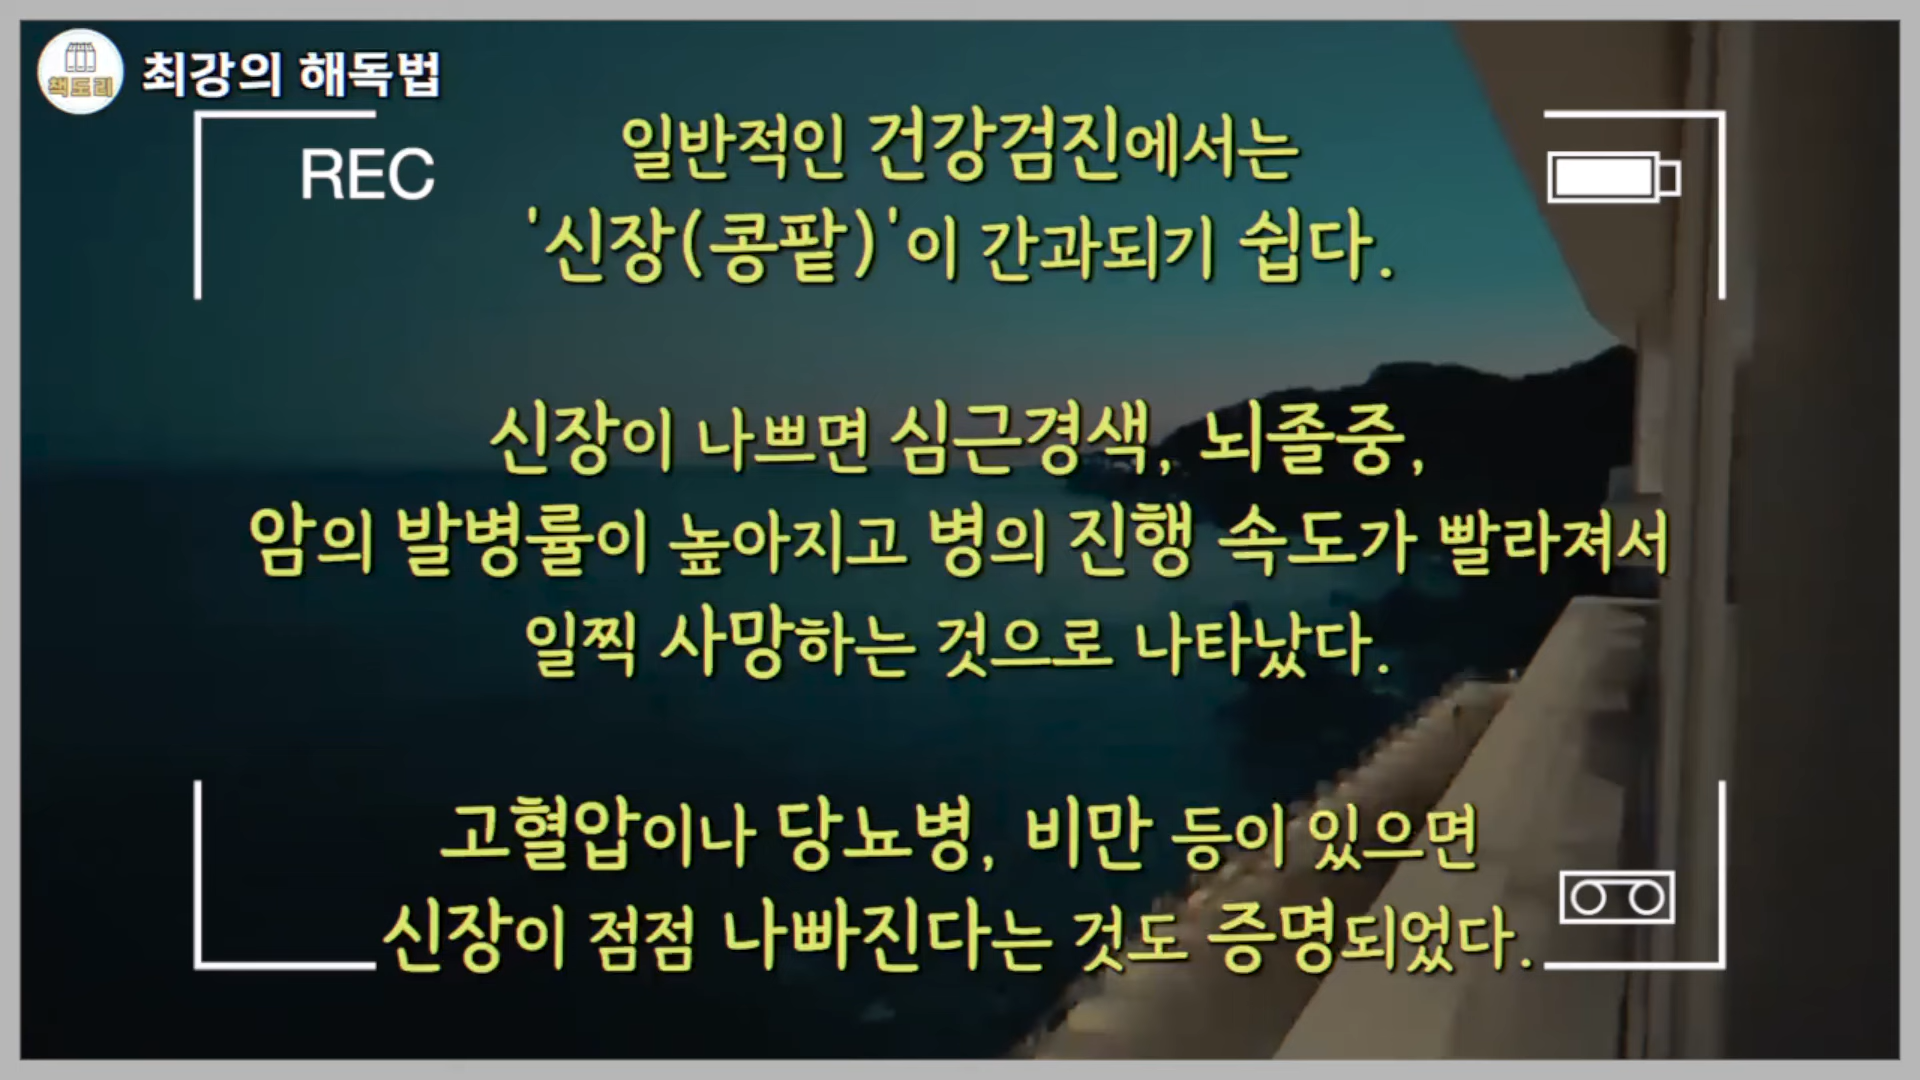 책도리
최강의 해독법
REC
일반적인 건강검진에서는
'신장(콩팥)'이 간과되기 쉽다.
신장이 나쁘면 심근경색, 뇌졸중,
암의 발병률이 높아지고 병의 진행 속도가 빨라져서
일찍 사망하는 것으로 나타났다.
고혈압이나 당뇨병, 비만 등이 있으면
신장이 점점 나빠진다는 것도 증명되었다.